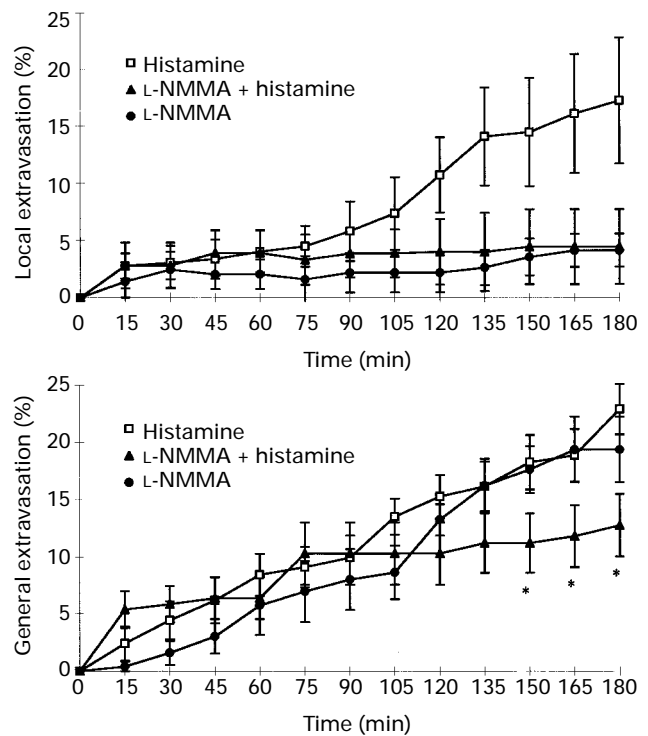 25
20
15
10
5
0
Local extravasation (%)
Histamine
L-NMMA + histamine
L-NMMA
0 15 30 45 60 75 90 105 120 135 150 165 180
Time (min)
25
20
15
10
5
0
General extravasation (%)
Histamine
L-NMMA + histamine
L-NMMA
* * *
0 15 30 45 60 75 90 105 120 135 150 165 180
Time (min)